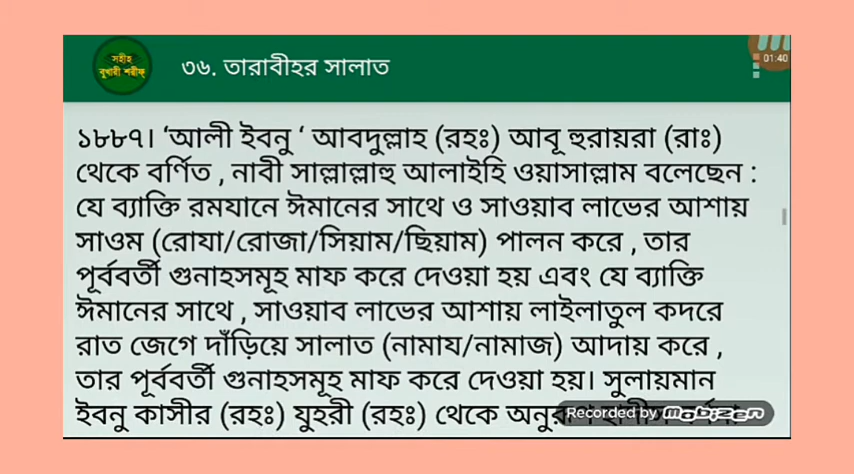 সহীহ
বুখারী শরীফ
৩৬. তারাবীহর সালাত
01:40
১৮৮৭। ‘আলী ইবনু ‘ আবদুল্লাহ (রহঃ) আবূ হুরায়রা (রাঃ)
থেকে বর্ণিত , নাবী সাল্লাল্লাহু আলাইহি ওয়াসাল্লাম বলেছেন :
যে ব্যাক্তি রমযানে ঈমানের সাথে ও সাওয়াব লাভের আশায়
সাওম (রোযা/রোজা/সিয়াম/ছিয়াম) পালন করে , তার
পূর্ববর্তী গুনাহসমূহ মাফ করে দেওয়া হয় এবং যে ব্যাক্তি
ঈমানের সাথে , সাওয়াব লাভের আশায় লাইলাতুল কদরে
রাত জেগে দাঁড়িয়ে সালাত (নামায/নামাজ) আদায় করে ,
তার পূর্ববর্তী গুনাহসমূহ মাফ করে দেওয়া হয়। সুলায়মান
ইবনু কাসীর (রহঃ) যুহরী (রহঃ) থেকে
Recorded by mobizen